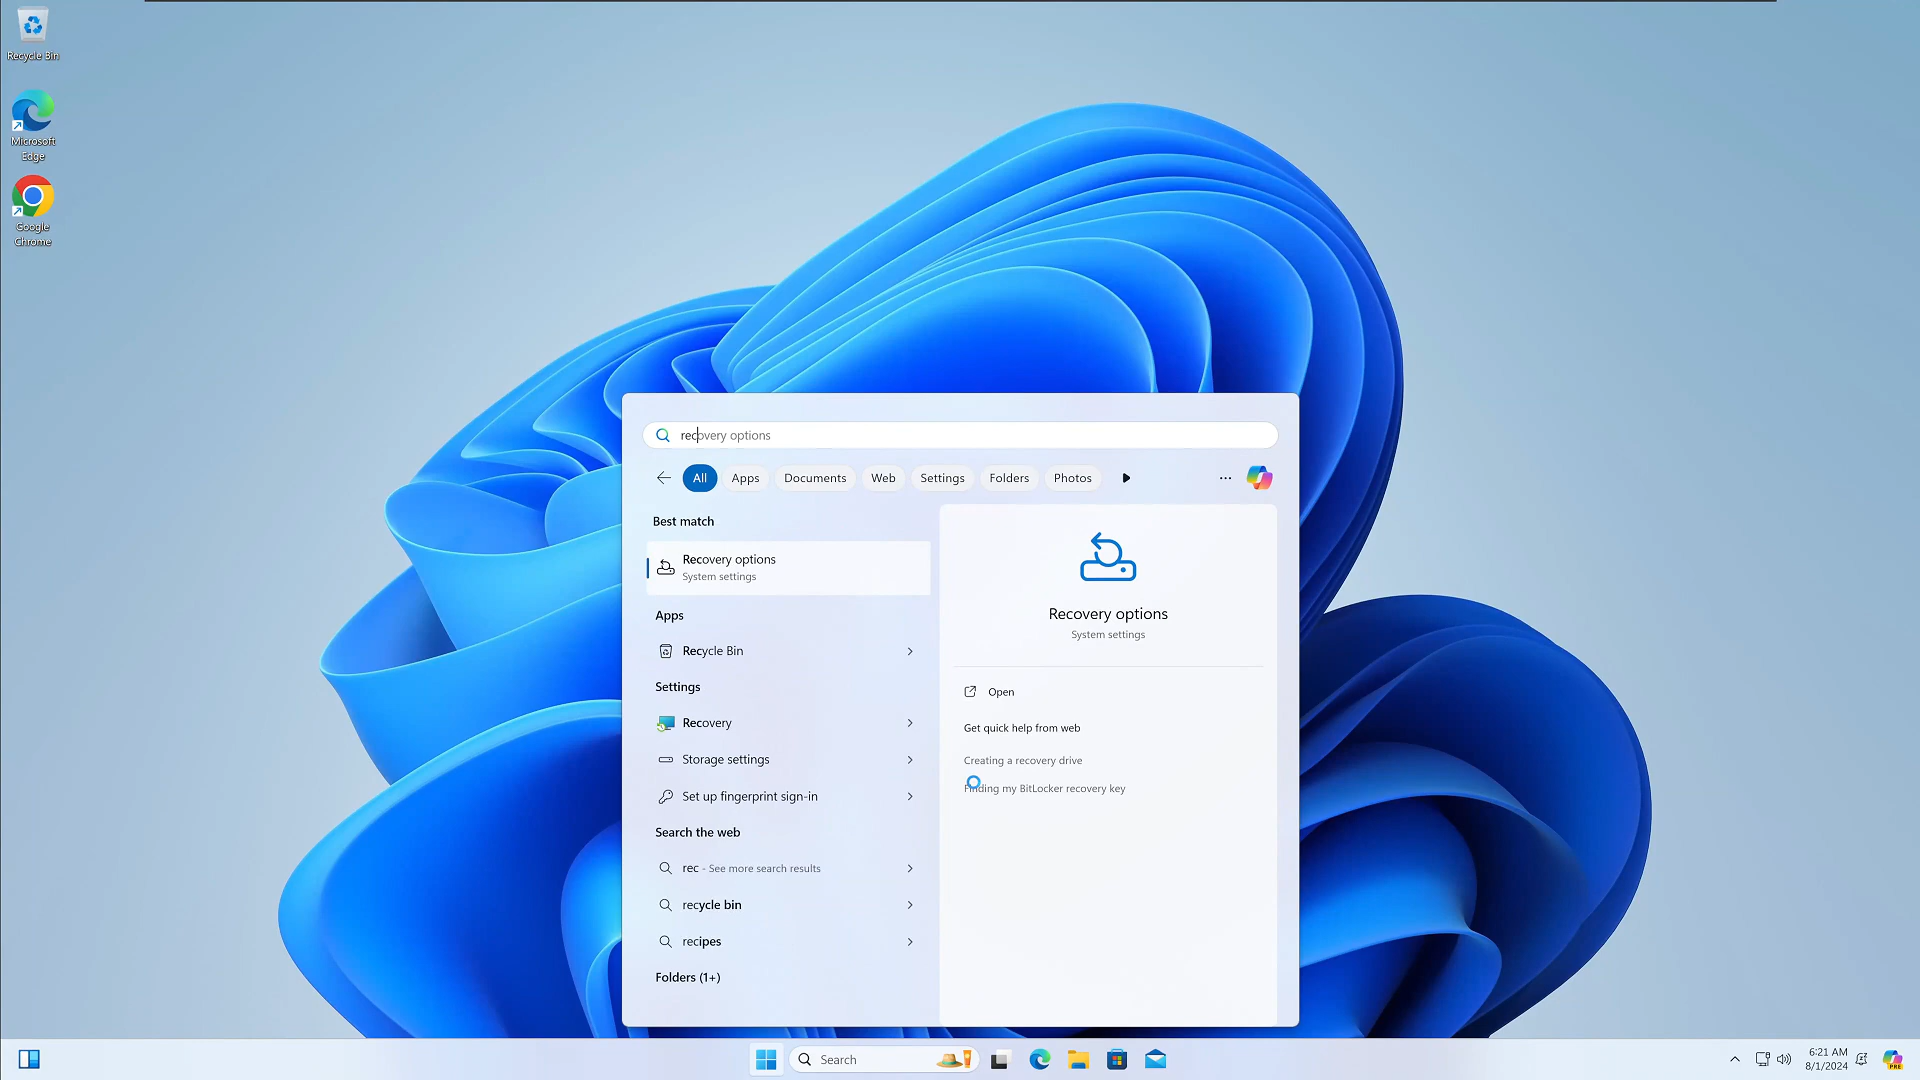 Recycle Bin
Microsoft
Edge
Google
Chrome
recovery options
All
Apps
Documents
Web
Settings
Folders
Photos
Best match
Recovery options
System settings
Apps
Recycle Bin
Settings
Recovery
Storage settings
Set up fingerprint sign-in
Search the web
rec - See more search results
recycle bin
recipes
Folders (1+)
Recovery options
System settings
Open
Get quick help from web
Creating a recovery drive
Finding my BitLocker recovery key
Search
6:21 AM
8/1/2024
PRE